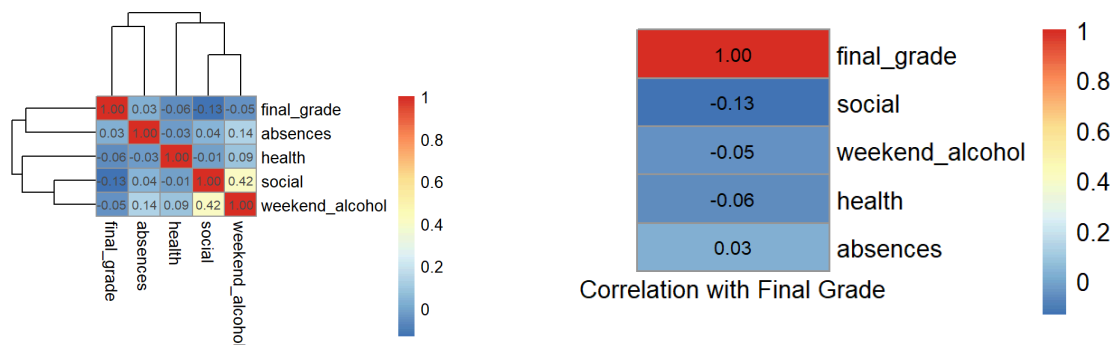 1.00 0.03 -0.06 -0.13 -0.05 final_grade
0.03 1.00 -0.03 0.04 0.14 absences
-0.06 -0.03 1.00 -0.01 0.09 health
-0.13 0.04 -0.01 1.00 0.42 social
-0.05 0.14 0.09 0.42 1.00 weekend_alcohol
final_grade
absences
health
social
weekend_alcohol
1
0.8
0.6
0.4
0.2
0
1.00 final_grade
-0.13 social
-0.05 weekend_alcohol
-0.06 health
0.03 absences
Correlation with Final Grade
1
0.8
0.6
0.4
0.2
0